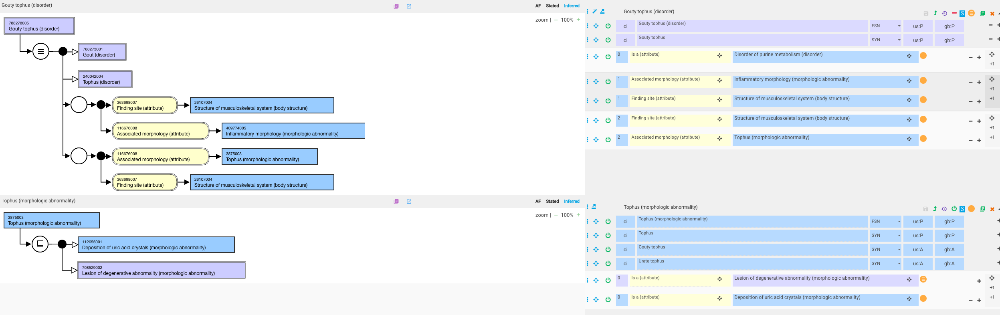 Gouty tophus (disorder)
AF Stated Inferred
zoom | − 100% +
788278005
Gouty tophus (disorder)
788273001
Gout (disorder)
240042004
Tophus (disorder)
363698007
Finding site (attribute)
26107004
Structure of musculoskeletal system (body structure)
116676008
Associated morphology (attribute)
409774005
Inflammatory morphology (morphologic abnormality)
116676008
Associated morphology (attribute)
3875003
Tophus (morphologic abnormality)
363698007
Finding site (attribute)
26107004
Structure of musculoskeletal system (body structure)
Gouty tophus (disorder)
S
ci Gouty tophus (disorder) FSN us:P gb:P
ci Gouty tophus SYN us:P gb:P
0 Is a (attribute) Disorder of purine metabolism (disorder)
+1
1 Associated morphology (attribute) Inflammatory morphology (morphologic abnormality)
+1
1 Finding site (attribute) Structure of musculoskeletal system (body structure)
+1
2 Finding site (attribute) Structure of musculoskeletal system (body structure)
+1
2 Associated morphology (attribute) Tophus (morphologic abnormality)
+1
Tophus (morphologic abnormality)
AF Stated Inferred
zoom | − 100% +
3875003
Tophus (morphologic abnormality)
112655001
Deposition of uric acid crystals (morphologic abnormality)
708529002
Lesion of degenerative abnormality (morphologic abnormality)
Tophus (morphologic abnormality)
S
ci Tophus (morphologic abnormality) FSN us:P gb:P
ci Tophus SYN us:P gb:P
ci Gouty tophus SYN us:A gb:A
ci Urate tophus SYN us:A gb:A
0 Is a (attribute) Lesion of degenerative abnormality (morphologic abnormality)
+1
0 Is a (attribute) Deposition of uric acid crystals (morphologic abnormality)
+1